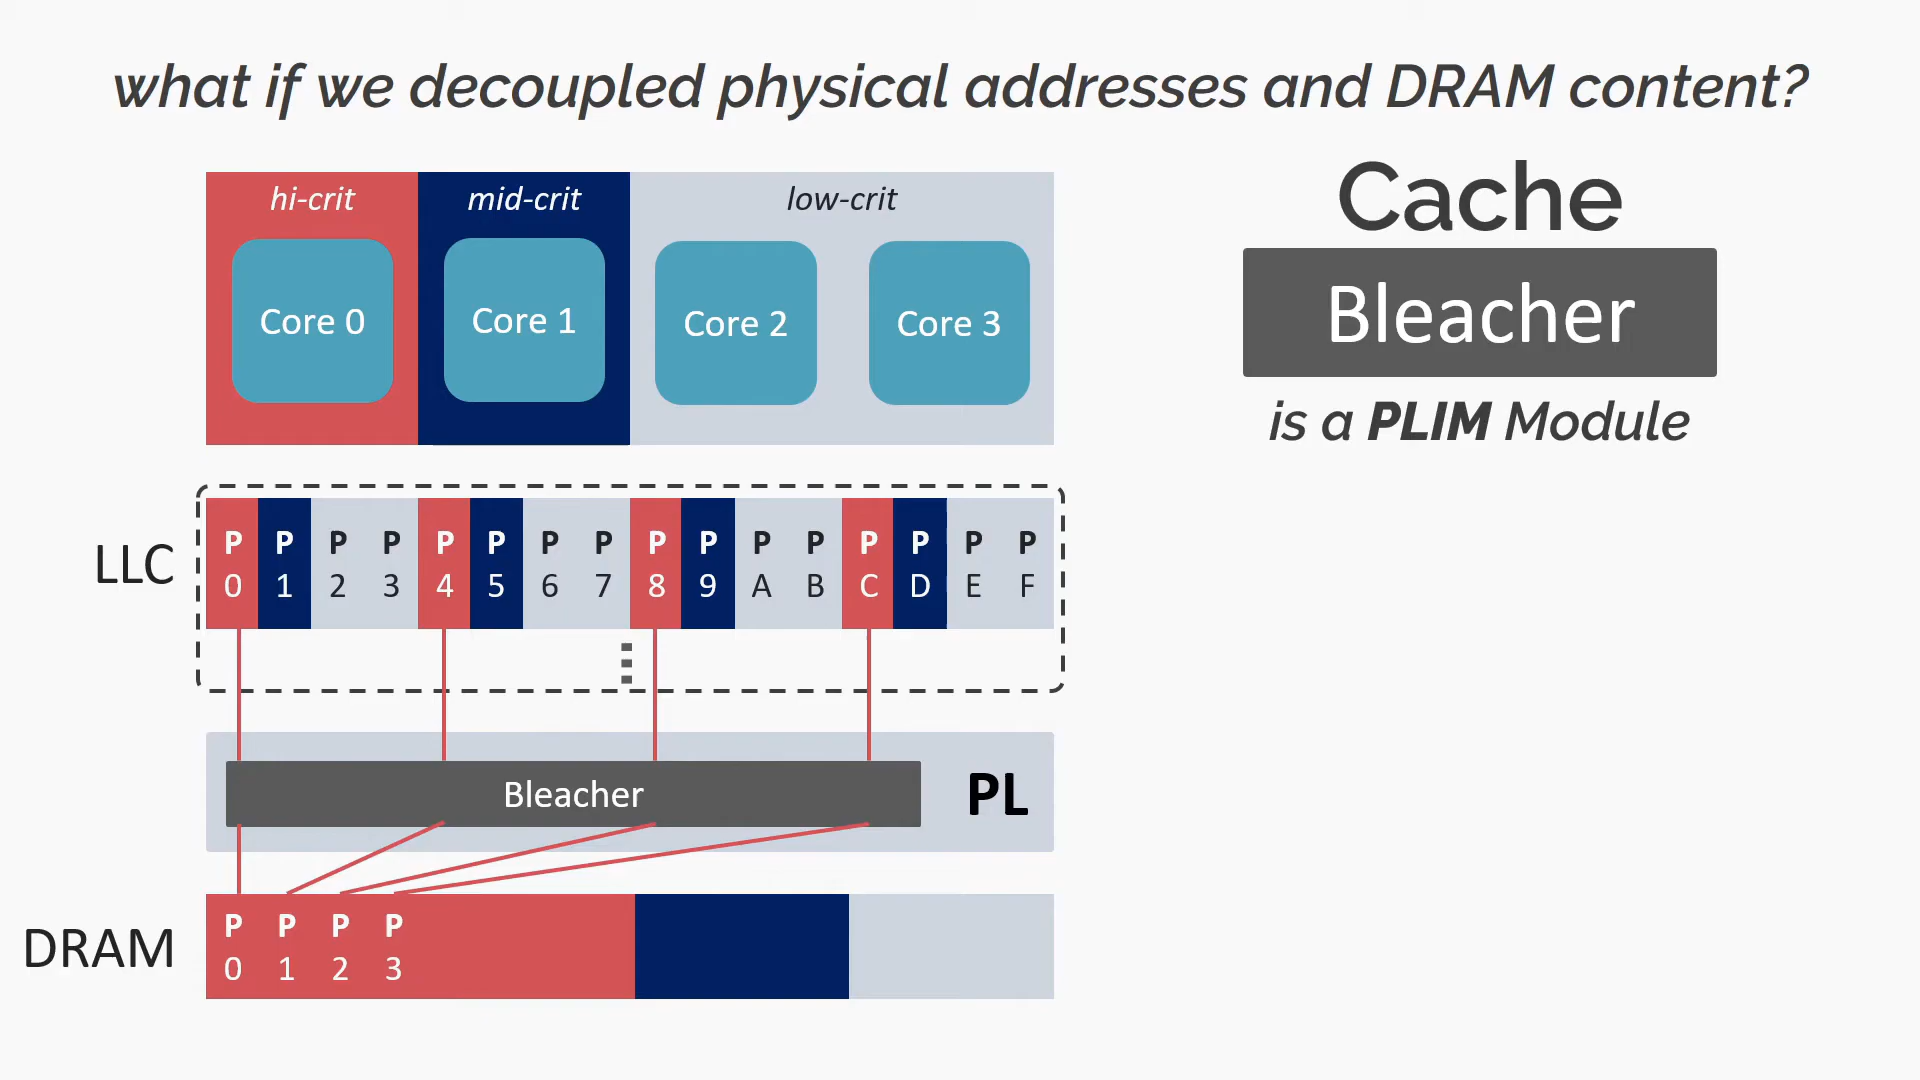 what if we decoupled physical addresses and DRAM content?
hi-crit
mid-crit
low-crit
Core 0
Core 1
Core 2
Core 3
Cache
Bleacher
is a PLIM Module
LLC
P P P P P P P P P P P P P P P P
0 1 2 3 4 5 6 7 8 9 A B C D E F
Bleacher
PL
DRAM
P P P P
0 1 2 3